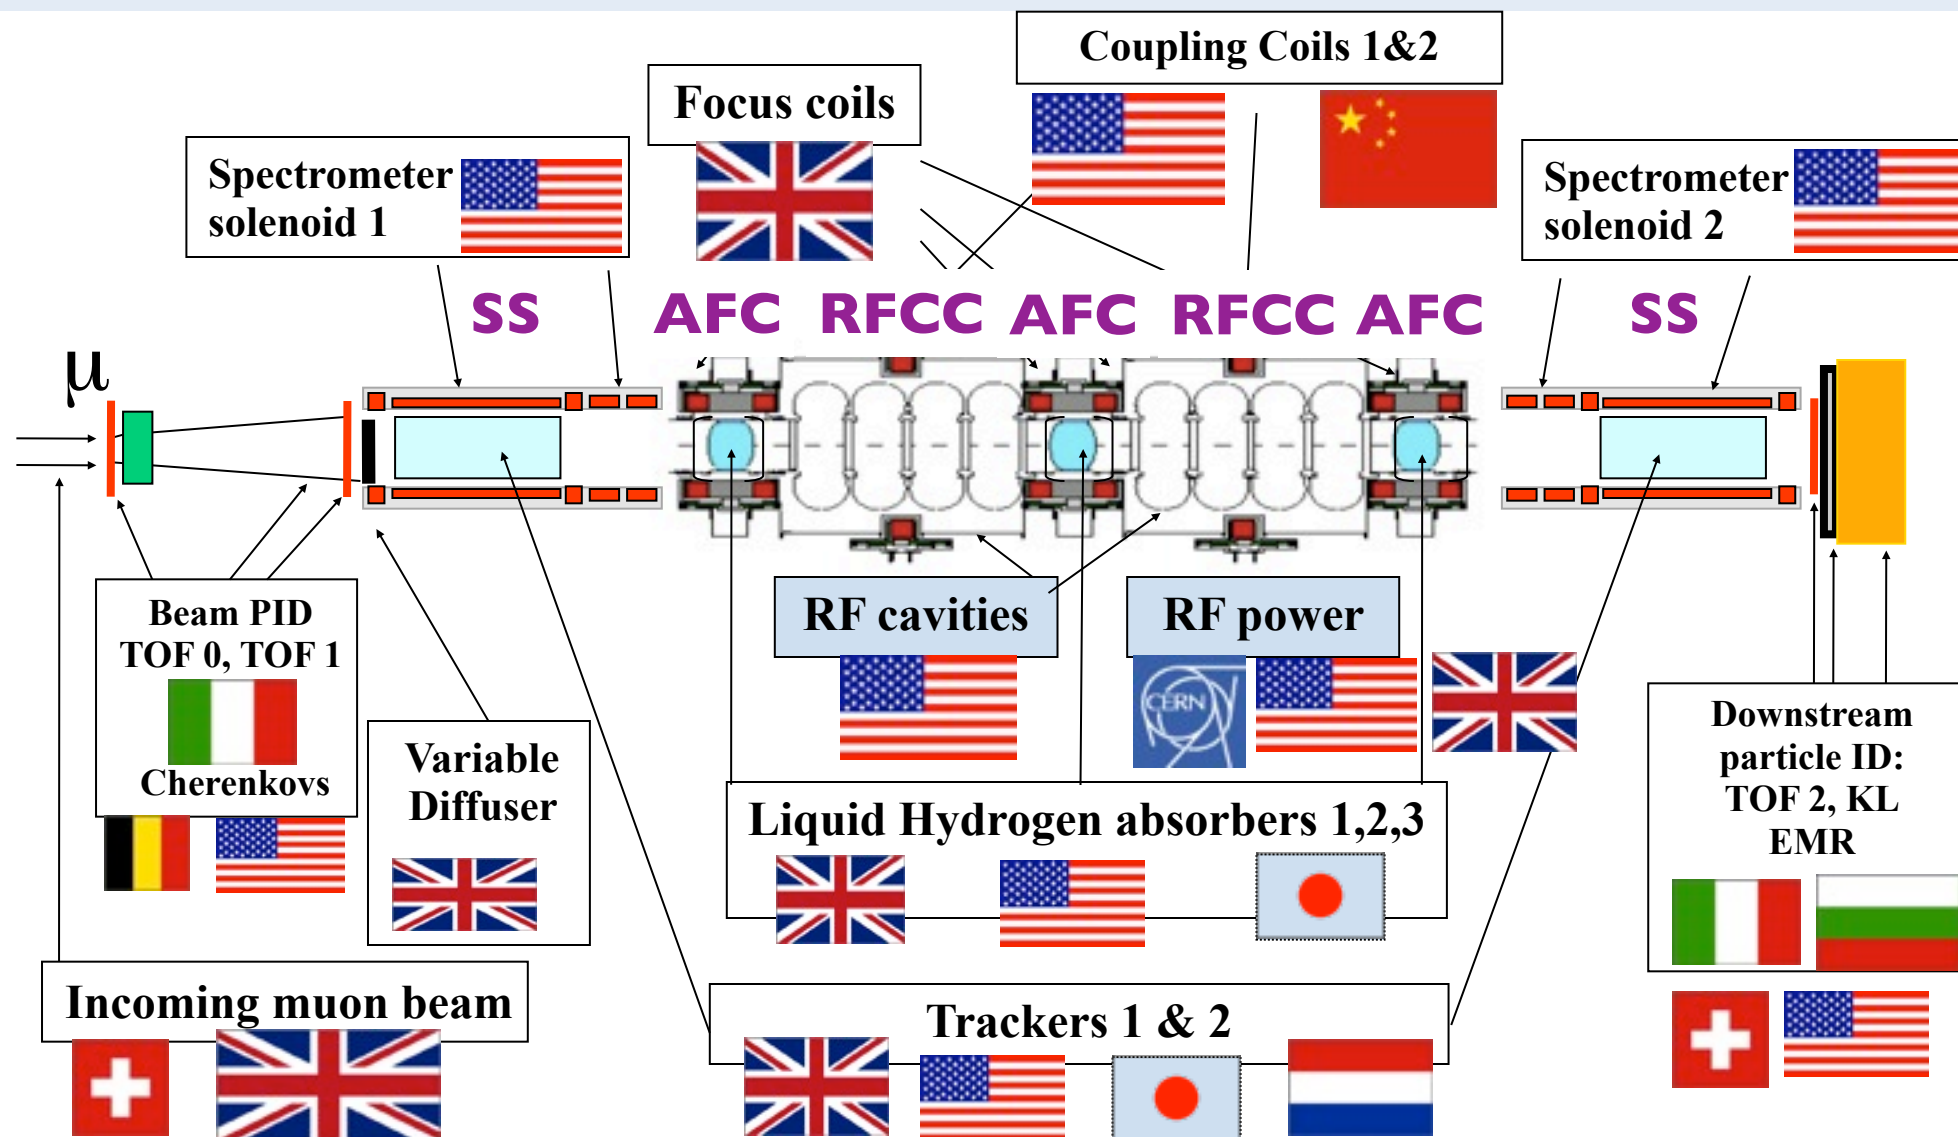 Coupling Coils 1&2
Focus coils
Spectrometer
solenoid 1
Spectrometer
solenoid 2
SS
AFC
RFCC
AFC
RFCC
AFC
SS
μ
Beam PID
TOF 0, TOF 1
Cherenkovs
Variable
Diffuser
RF cavities
RF power
CERN
Liquid Hydrogen absorbers 1,2,3
Downstream
particle ID:
TOF 2, KL
EMR
Incoming muon beam
Trackers 1 & 2